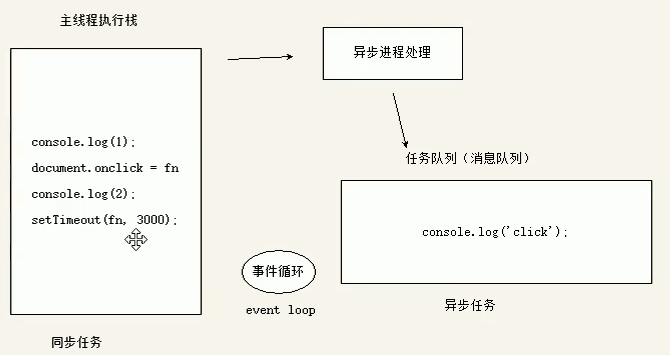 主线程执行栈
console.log(1);
document.onclick = fn
console.log(2);
setTimeout(fn, 3000);
同步任务
异步进程处理
任务队列（消息队列）
console.log('click');
异步任务
事件循环
event loop